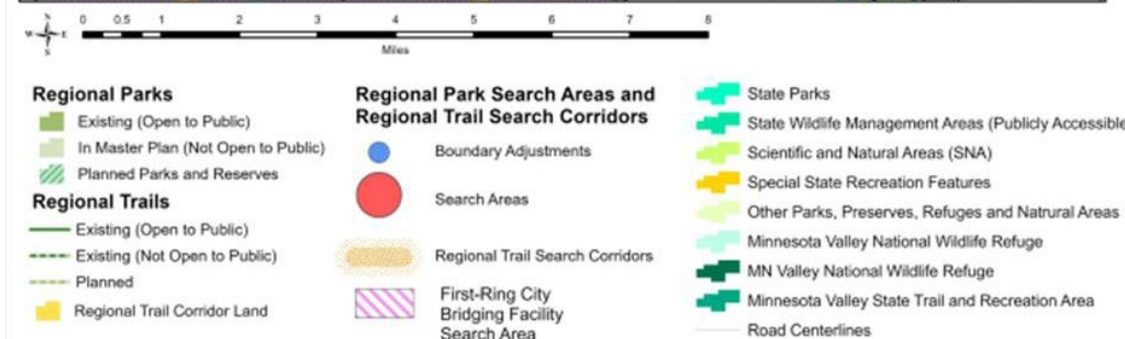 N
W E
S
0 0.5 1 2 3 4 5 6 7 8
Miles
Regional Parks
Existing (Open to Public)
In Master Plan (Not Open to Public)
Planned Parks and Reserves
Regional Trails
Existing (Open to Public)
Existing (Not Open to Public)
Planned
Regional Trail Corridor Land
Regional Park Search Areas and
Regional Trail Search Corridors
Boundary Adjustments
Search Areas
Regional Trail Search Corridors
First-Ring City
Bridging Facility
Search Area
State Parks
State Wildlife Management Areas (Publicly Accessible
Scientific and Natural Areas (SNA)
Special State Recreation Features
Other Parks, Preserves, Refuges and Natrural Areas
Minnesota Valley National Wildlife Refuge
MN Valley National Wildlife Refuge
Minnesota Valley State Trail and Recreation Area
Road Centerlines